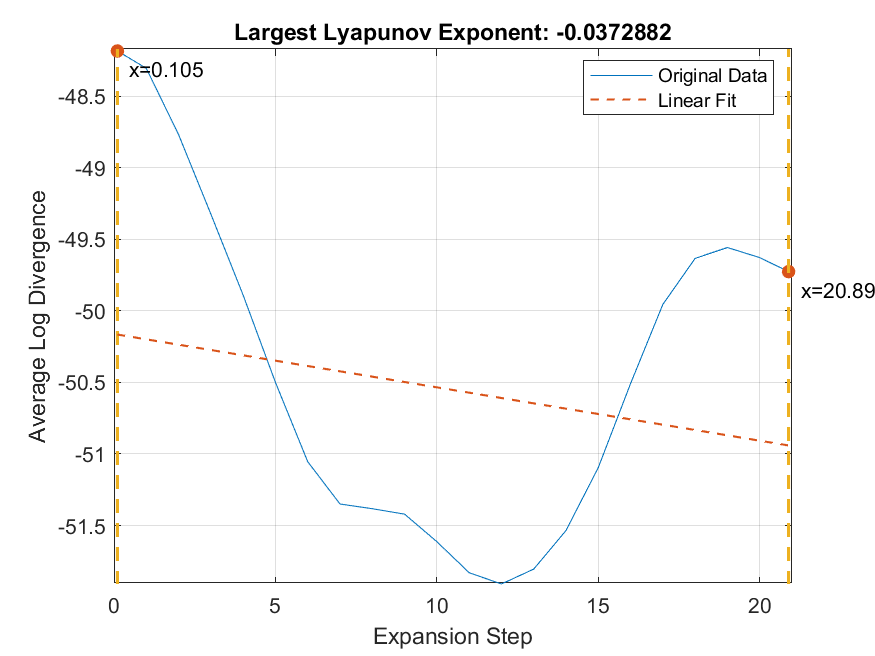 Largest Lyapunov Exponent: -0.0372882
x=0.105
Original Data
Linear Fit
-48.5
-49
-49.5
-50
-50.5
-51
-51.5
x=20.89
Average Log Divergence
0
5
10
15
20
Expansion Step